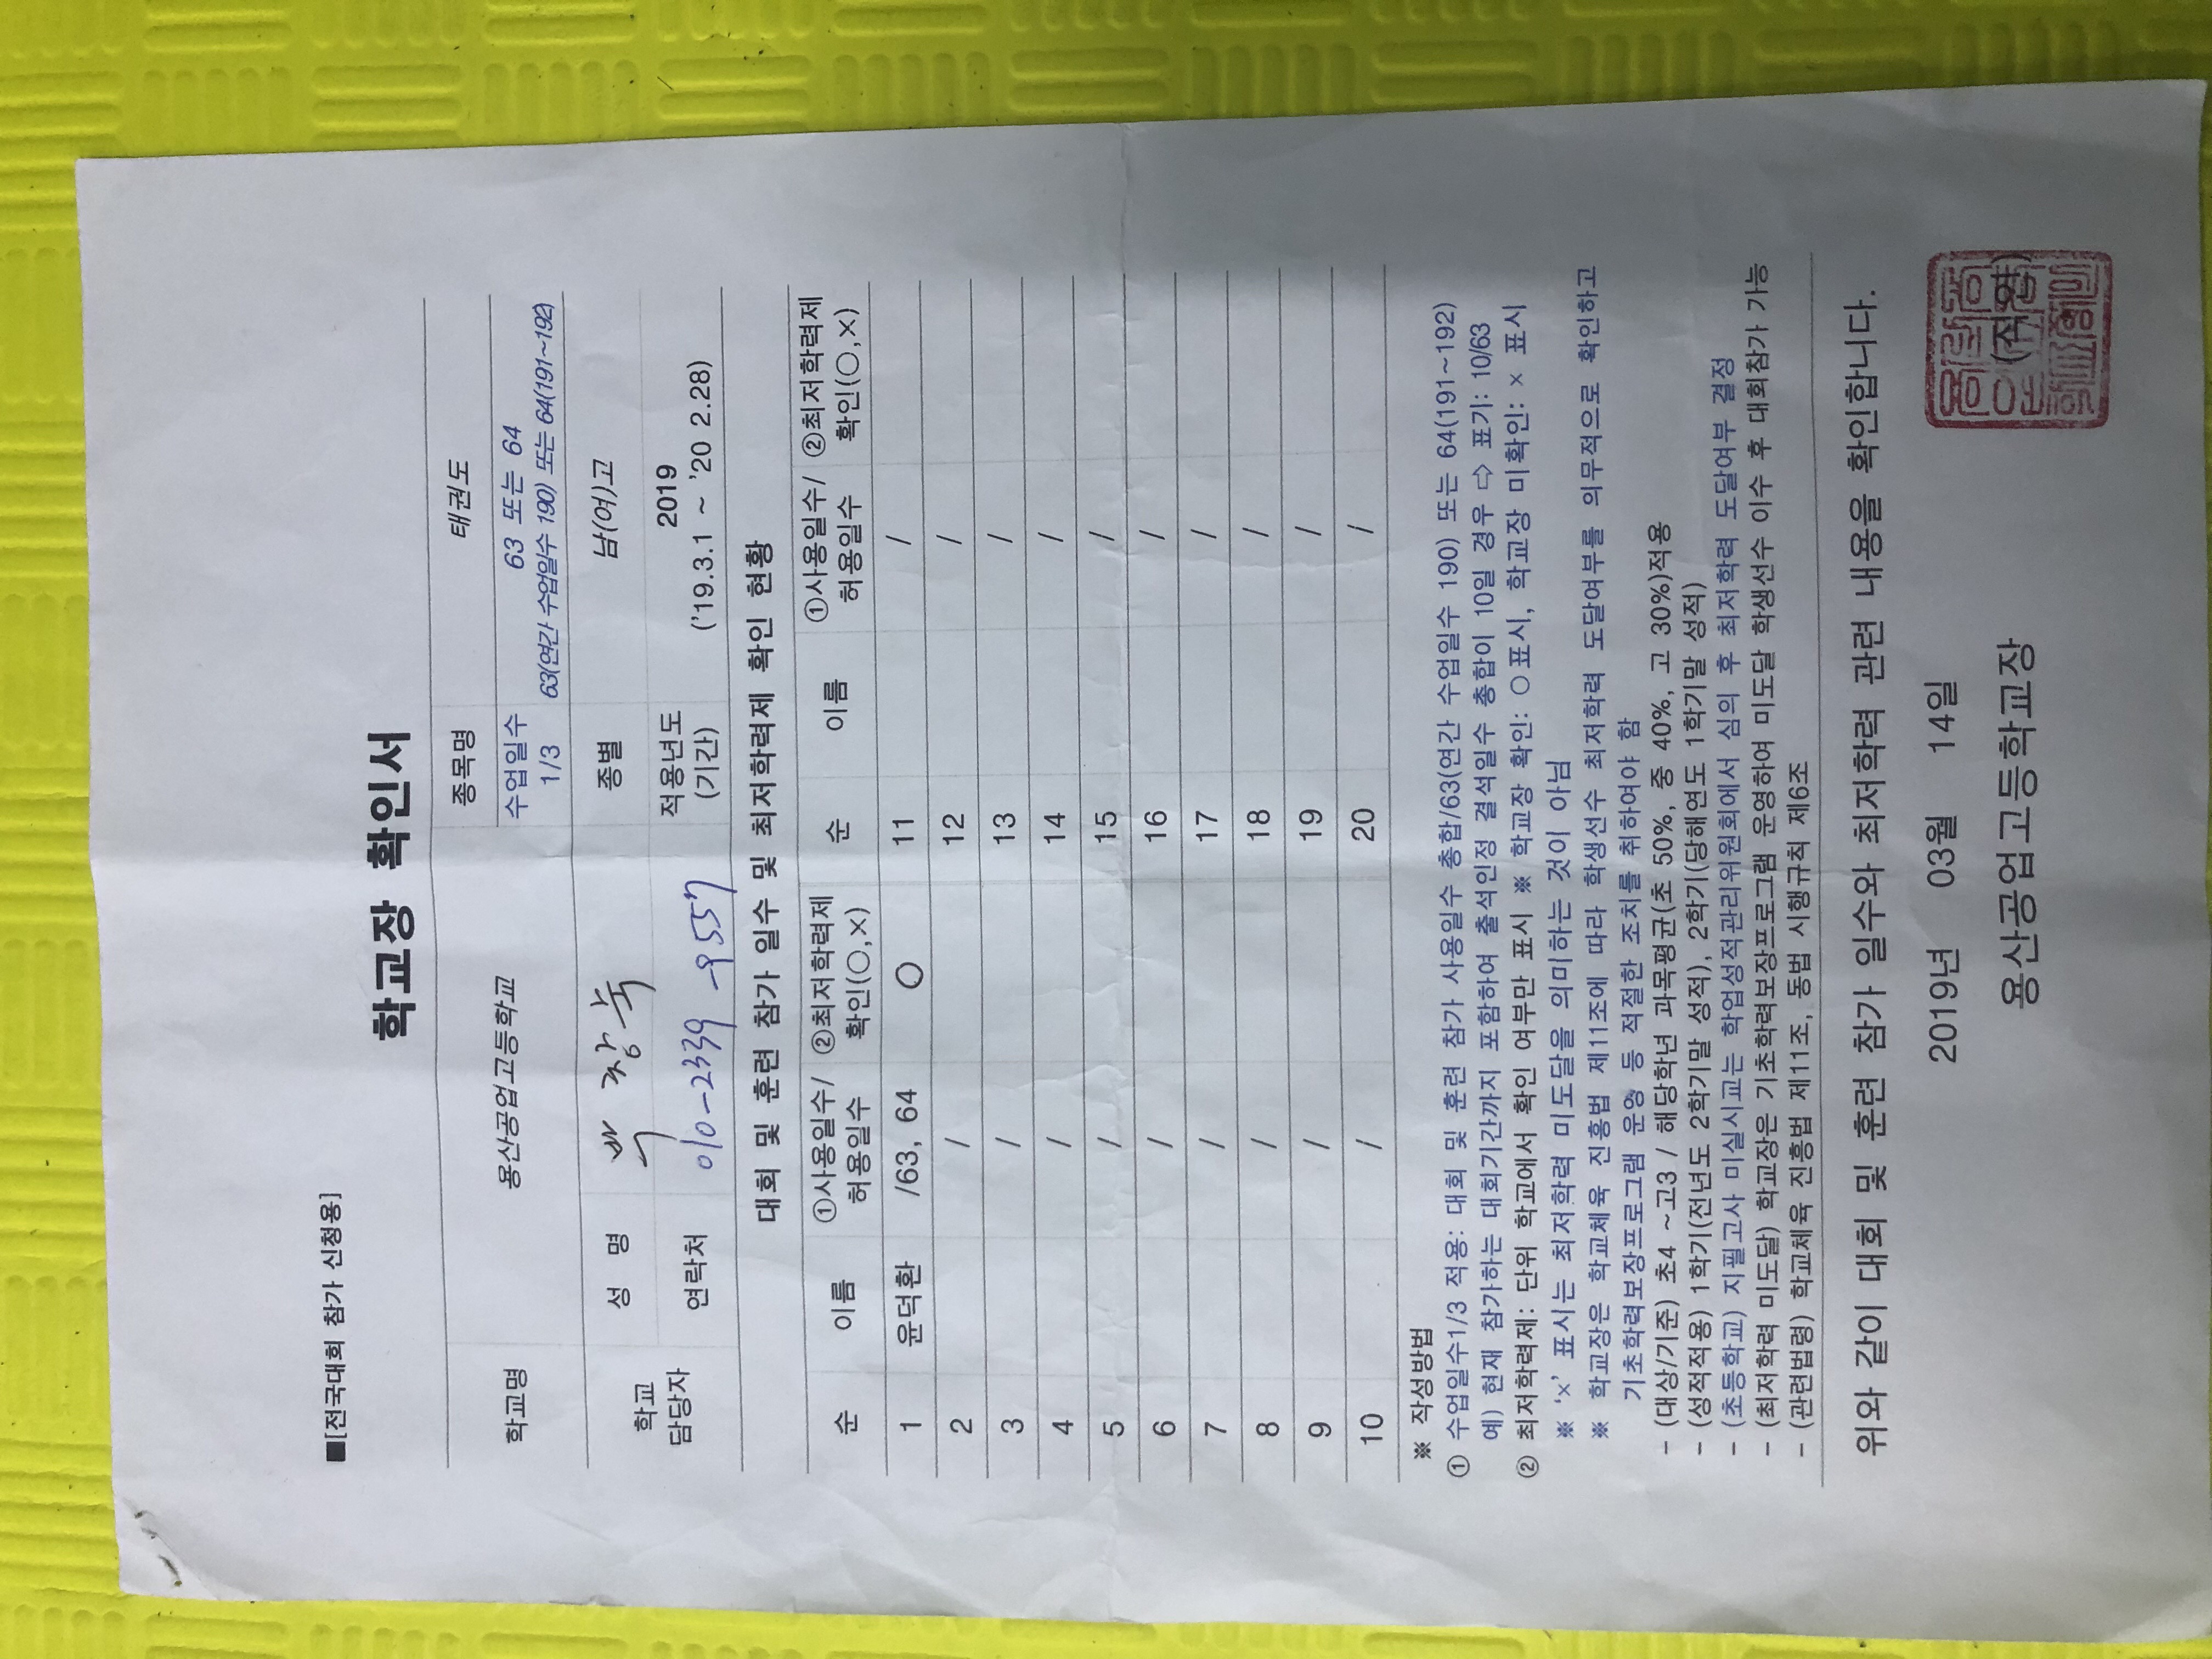 ■[전국대회 참가 신청용]
학교장 확인서
학교명 용산공업고등학교 종목명 태권도
수업일수 1/3 63 또는 64
63(연간 수업일수 190) 또는 64(191~192)
학교 담당자 성 명 박창욱 종별 남(여)고
연락처 010-2339-9557 적용년도 (기간) 2019
('19.3.1 ~ '20 2.28)
대회 및 훈련 참가 일수 및 최저학력제 확인 현황
순 이름 ①사용일수/허용일수 ②최저학력제 확인(○,×) 순 이름 ①사용일수/허용일수 ②최저학력제 확인(○,×)
1 윤덕환 /63, 64 ○ 11 /
2 / 12 /
3 / 13 /
4 / 14 /
5 / 15 /
6 / 16 /
7 / 17 /
8 / 18 /
9 / 19 /
10 / 20 /
※ 작성방법
① 수업일수1/3 적용: 대회 및 훈련 참가 사용일수 총합/63(연간 수업일수 190) 또는 64(191~192)
예) 현재 참가하는 대회기간까지 포함하여 출석인정 결석일수 총합이 10일 경우 ⇨ 표기: 10/63
② 최저학력제: 단위 학교에서 확인 여부만 표시 ※ 학교장 확인: ○표시, 학교장 미확인: × 표시
※ '×' 표시는 최저학력 미도달을 의미하는 것이 아님
※ 학교장은 학교체육 진흥법 제11조에 따라 학생선수 최저학력 도달여부를 의무적으로 확인하고
기초학력보장프로그램 운영 등 적절한 조치를 취하여야 함
- (대상/기준) 초4 ~고3 / 해당학년 과목평균(초 50%, 중 40%, 고 30%)적용
- (성적적용) 1학기(전년도 2학기말 성적), 2학기(당해연도 1학기말 성적)
- (초등학교) 지필고사 미실시교는 학업성적관리위원회에서 심의 후 최저학력 도달여부 결정
- (최저학력 미도달) 학교장은 기초학력보장프로그램 운영하여 미도달 학생선수 이수 후 대회참가 가능
- (관련법령) 학교체육 진흥법 제11조, 동법 시행규칙 제6조
위와 같이 대회 및 훈련 참가 일수와 최저학력 관련 내용을 확인합니다.
2019년 03월 14일
용산공업고등학교장 (직인)